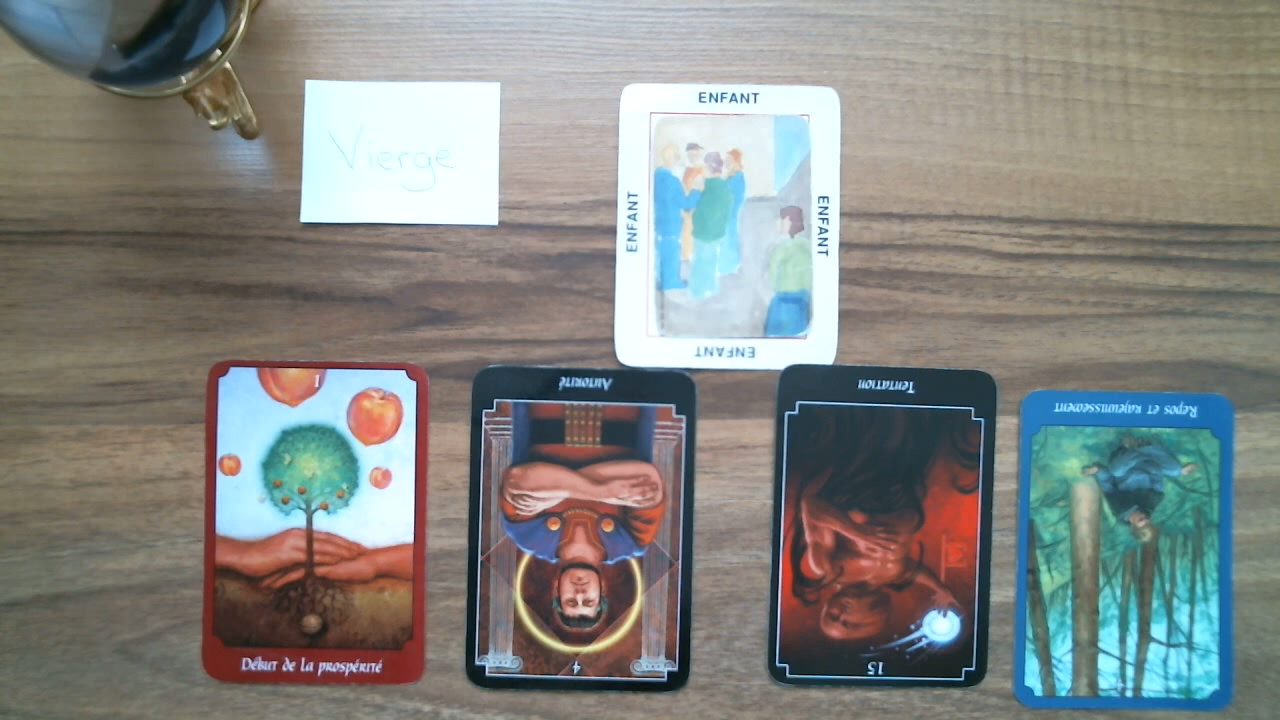 Vierge
ENFANT
ENFANT
ENFANT
ENFANT
1
Début de la prospérité
Autorité
4
Tentation
15
Repos et rajeunissement